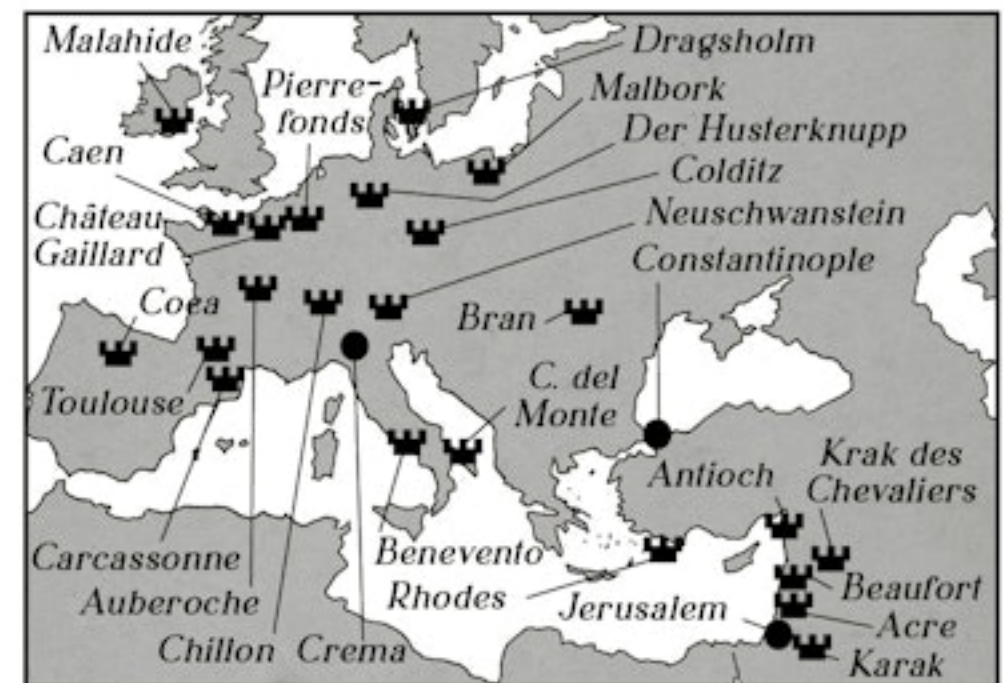 Malahide
Dragsholm
Pierre-
fonds
Malbork
Caen
Der Husterknupp
Colditz
Château-
Gaillard
Neuschwanstein
Constantinople
Coca
Bran
C. del
Monte
Toulouse
Antioch
Krak des
Chevaliers
Carcassonne
Benevento
Rhodes
Beaufort
Auberoche
Jerusalem
Acre
Chillon
Crema
Karak